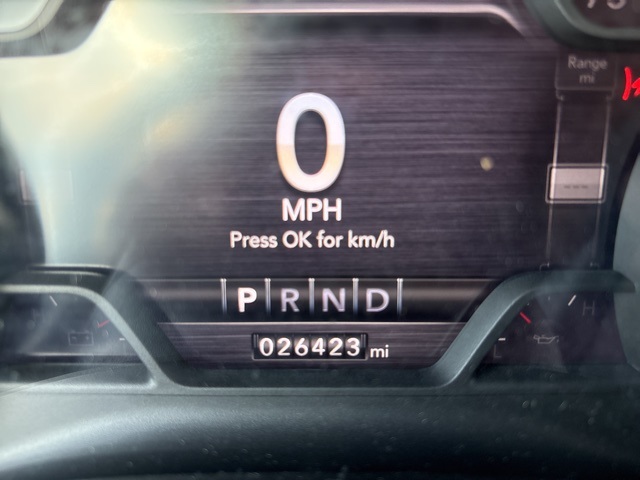 Range
mi
0
MPH
Press OK for km/h
P R N D
026423 mi
L
H